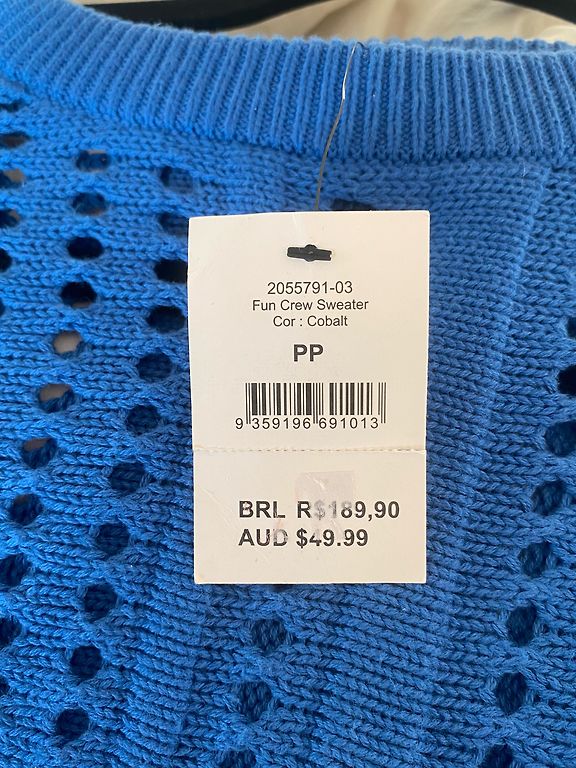 2055791-03
Fun Crew Sweater
Cor : Cobalt
PP
9 359196 691013
BRL R$189,90
AUD $49.99